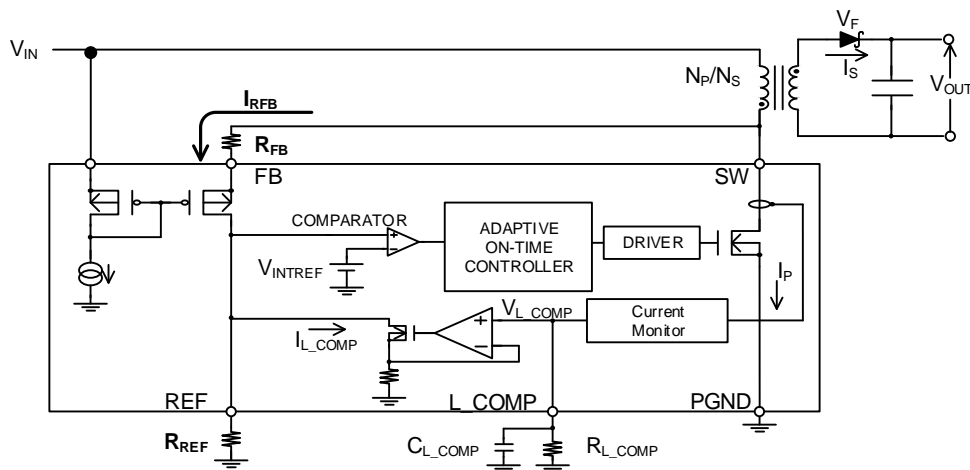 V_IN
I_RFB
R_FB
N_P/N_S
V_F
I_S
V_OUT
FB
SW
COMPARATOR
V_INTREF
ADAPTIVE
ON-TIME
CONTROLLER
DRIVER
I_P
I_L_COMP
V_L_COMP
Current
Monitor
REF
L_COMP
PGND
R_REF
C_L_COMP
R_L_COMP